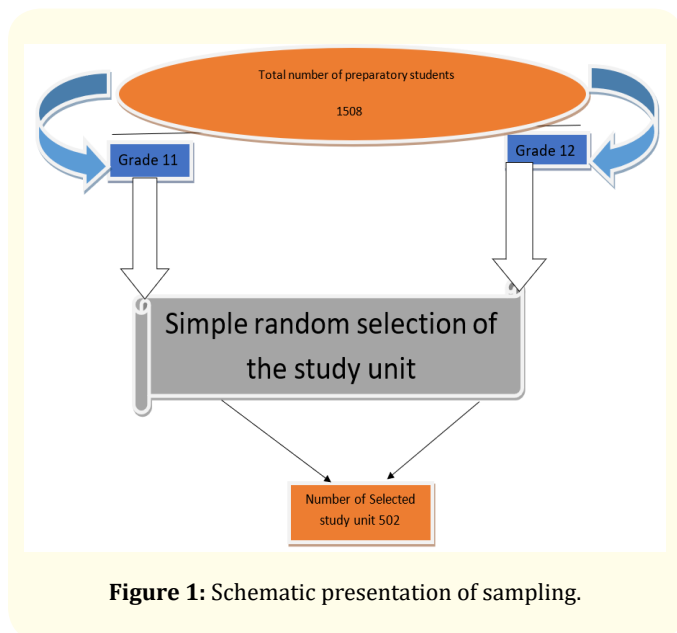 Total number of preparatory students
1508
Grade 11
Grade 12
Simple random selection of
the study unit
Number of Selected
study unit 502
Figure 1: Schematic presentation of sampling.